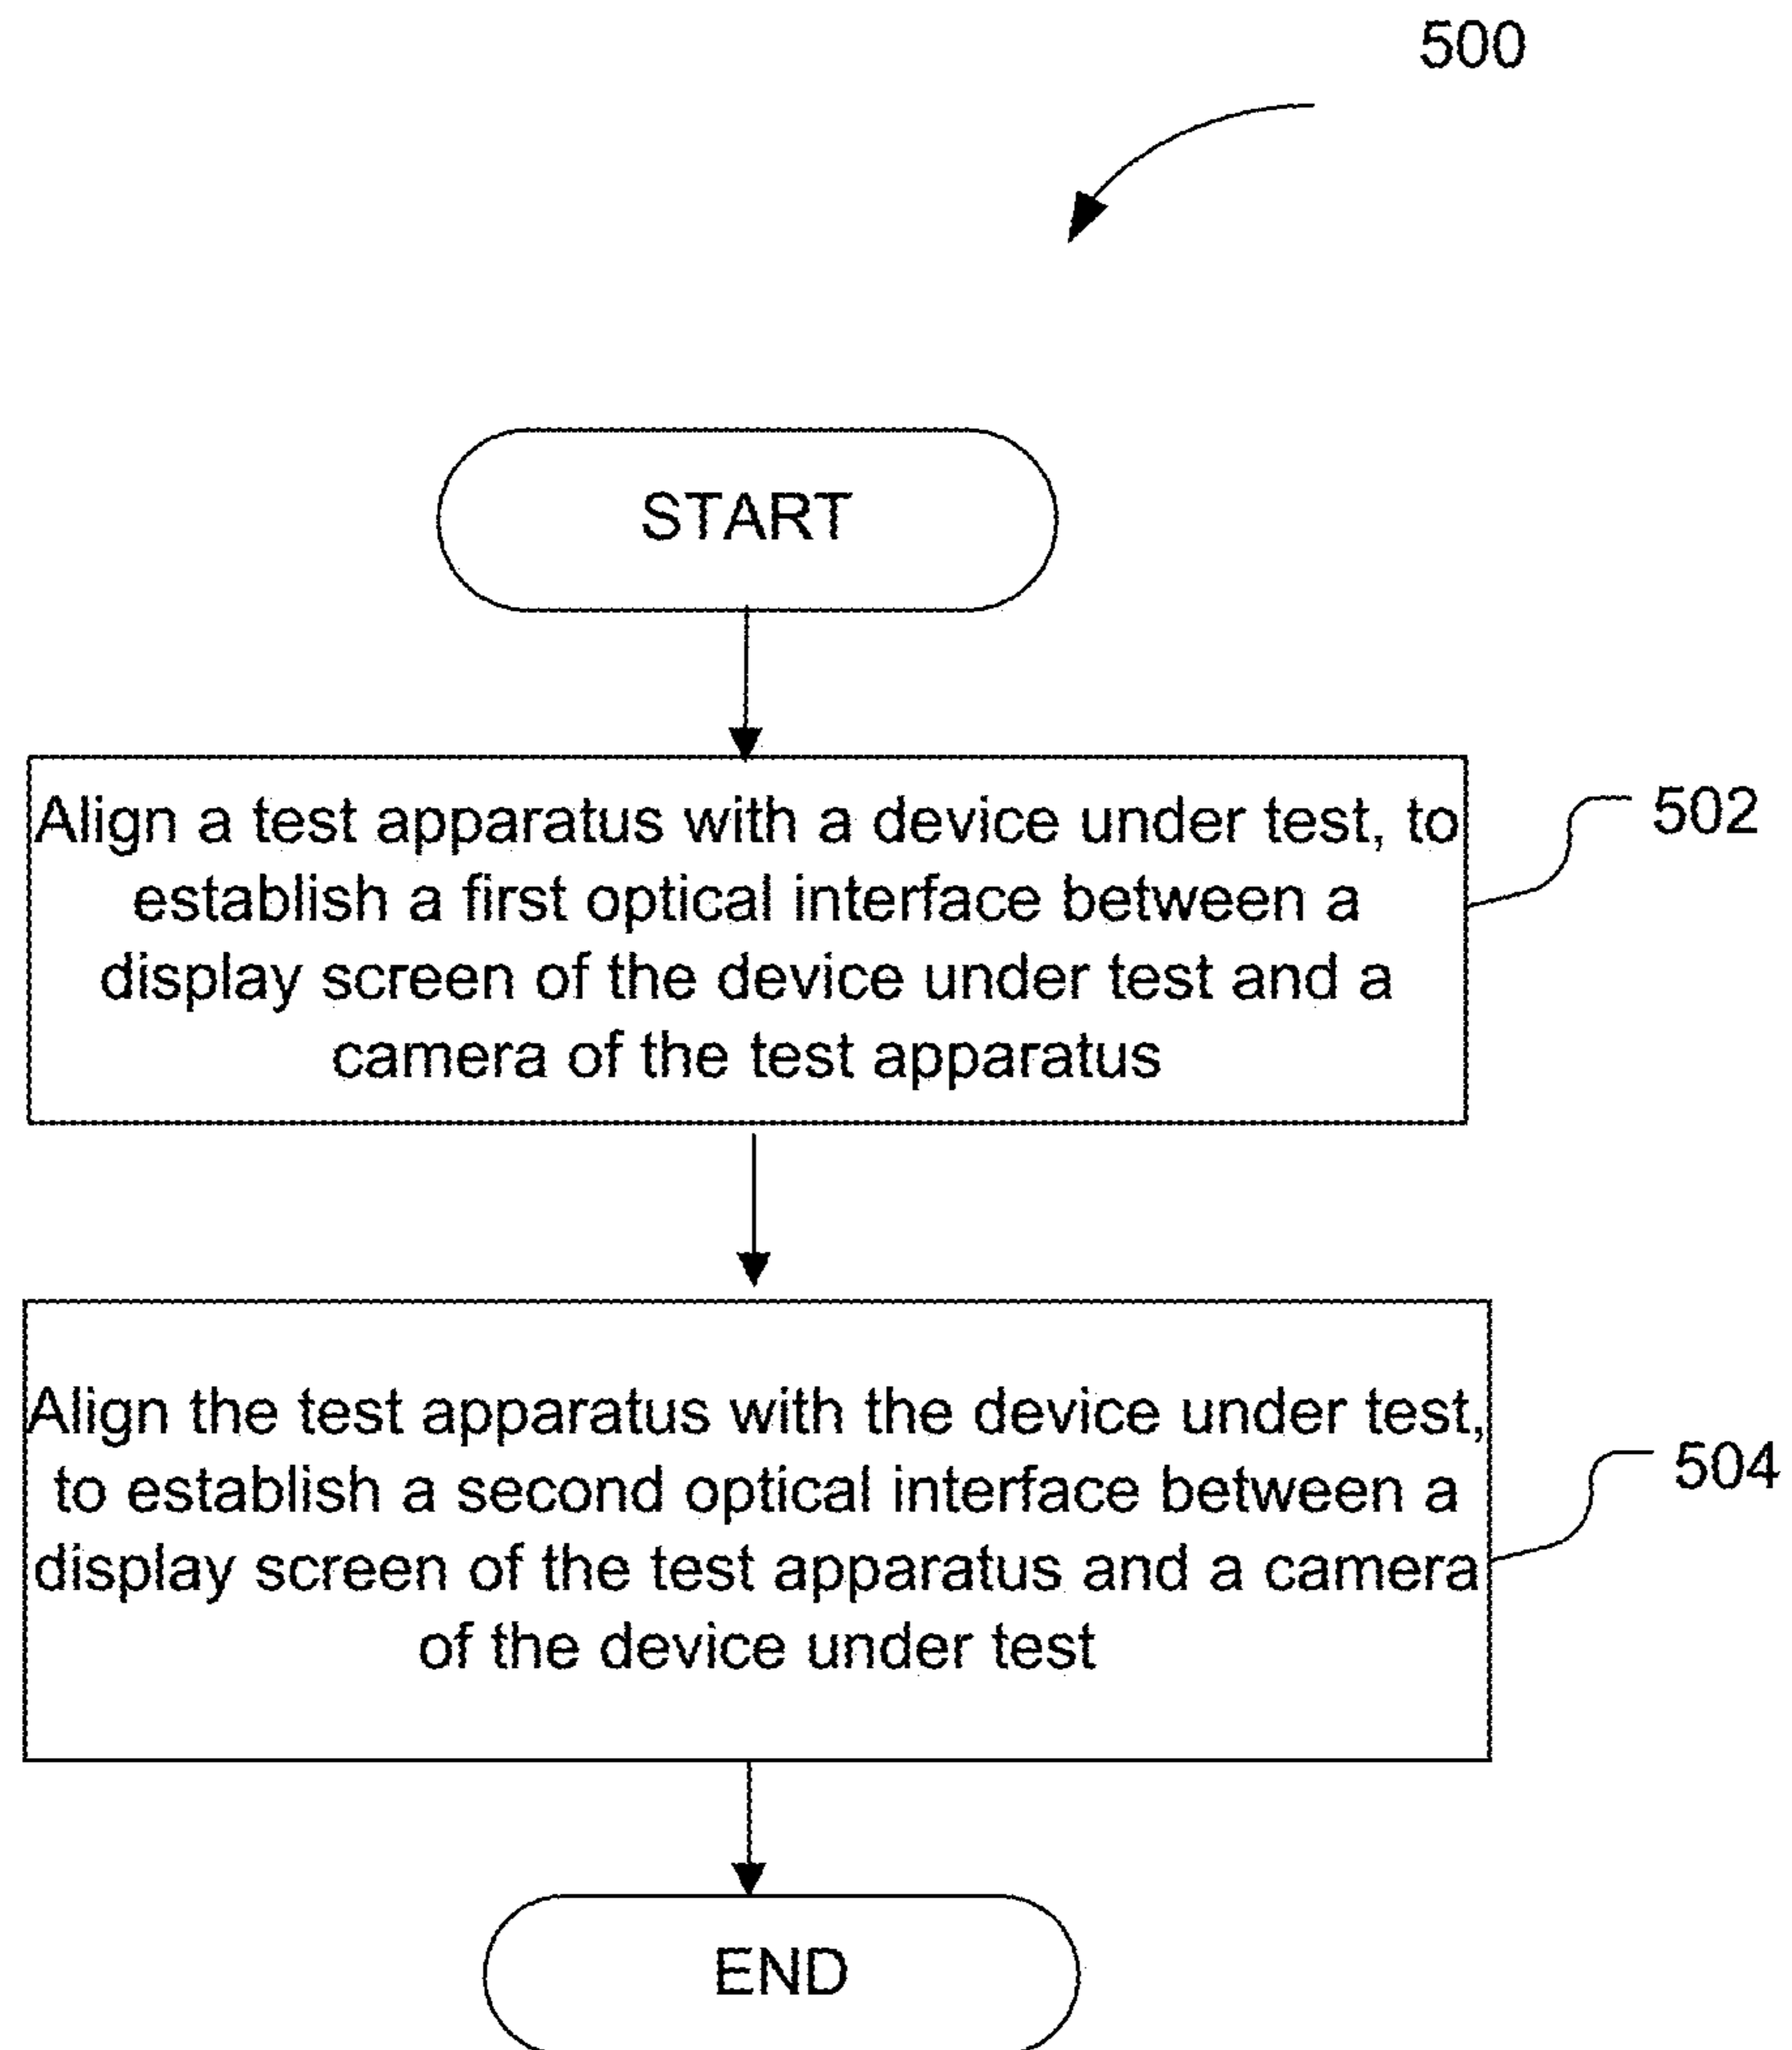 500
START
Align a test apparatus with a device under test, to
establish a first optical interface between a
display screen of the device under test and a
camera of the test apparatus
502
Align the test apparatus with the device under test,
to establish a second optical interface between a
display screen of the test apparatus and a camera
of the device under test
504
END